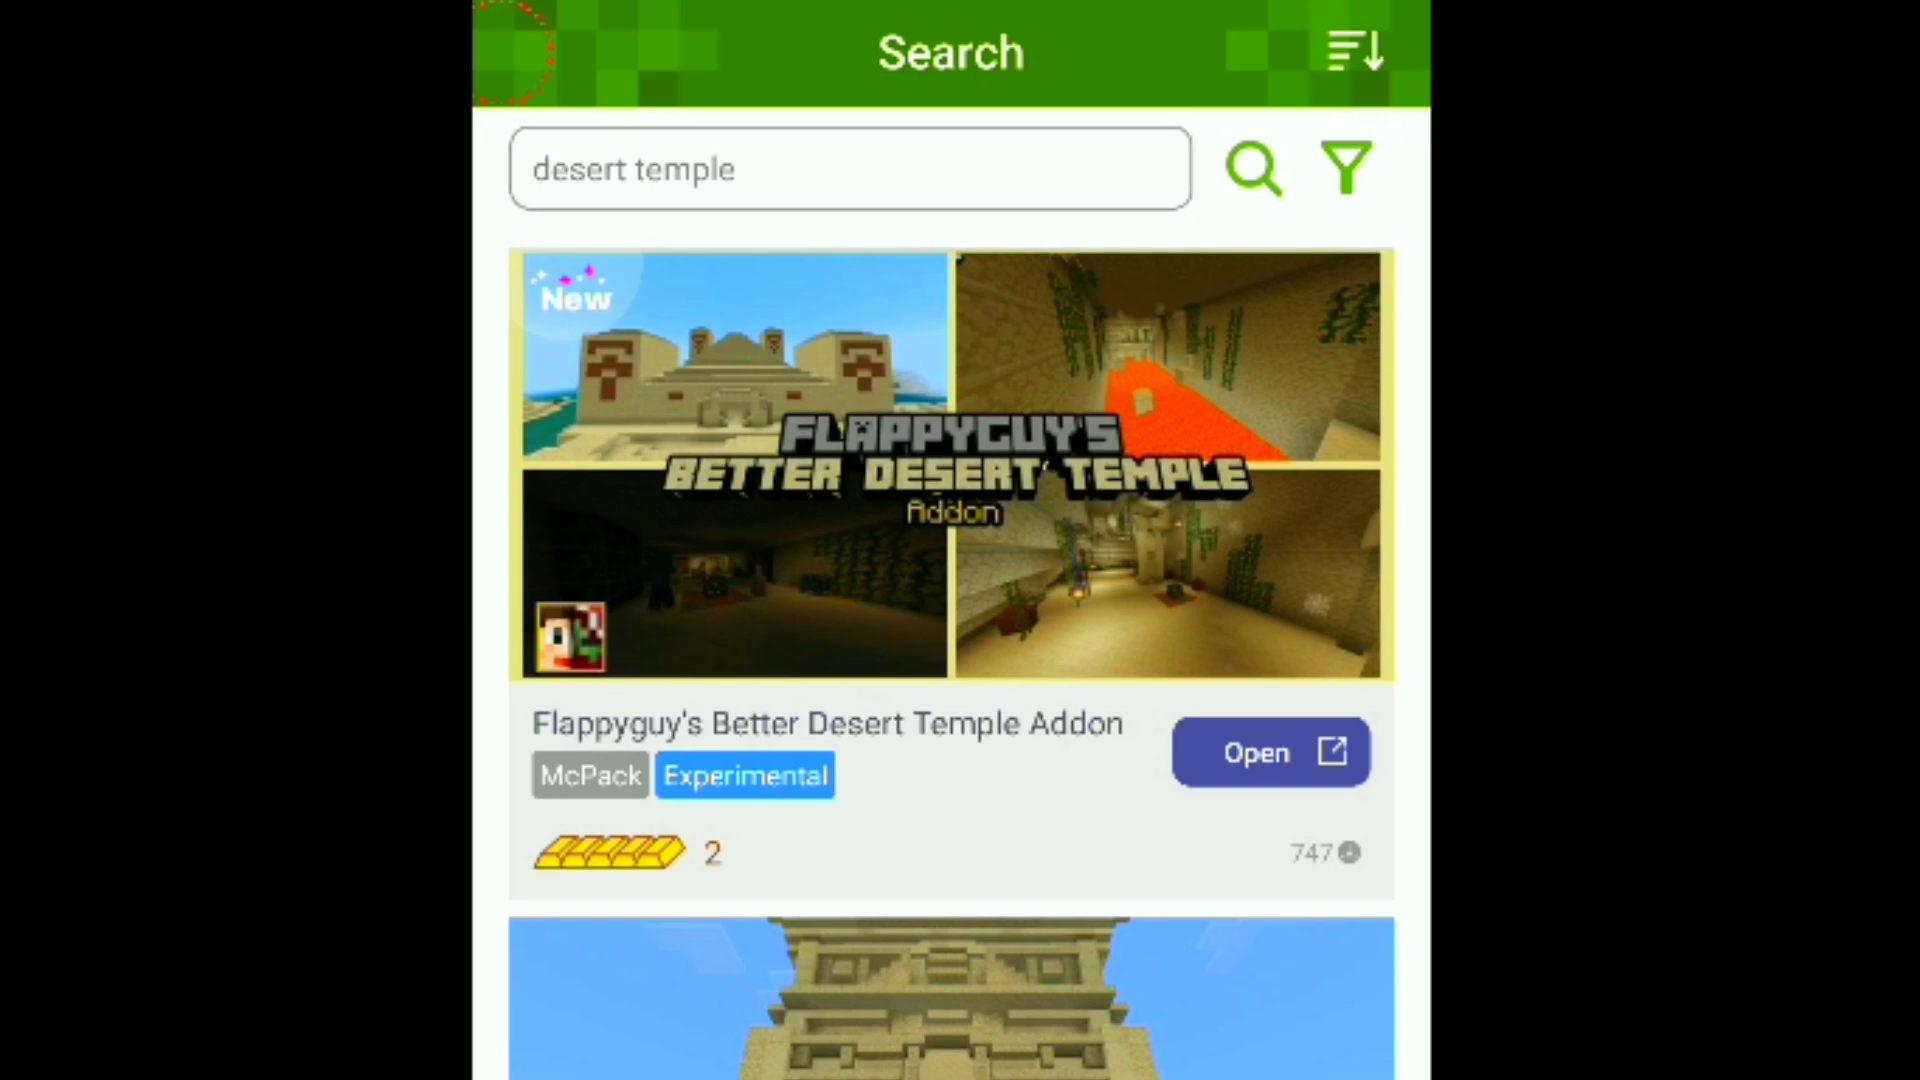 Search
desert temple
New
FLAPPYGUY'S
BETTER DESERT TEMPLE
Addon
Flappyguy's Better Desert Temple Addon
Open
McPack Experimental
2
747